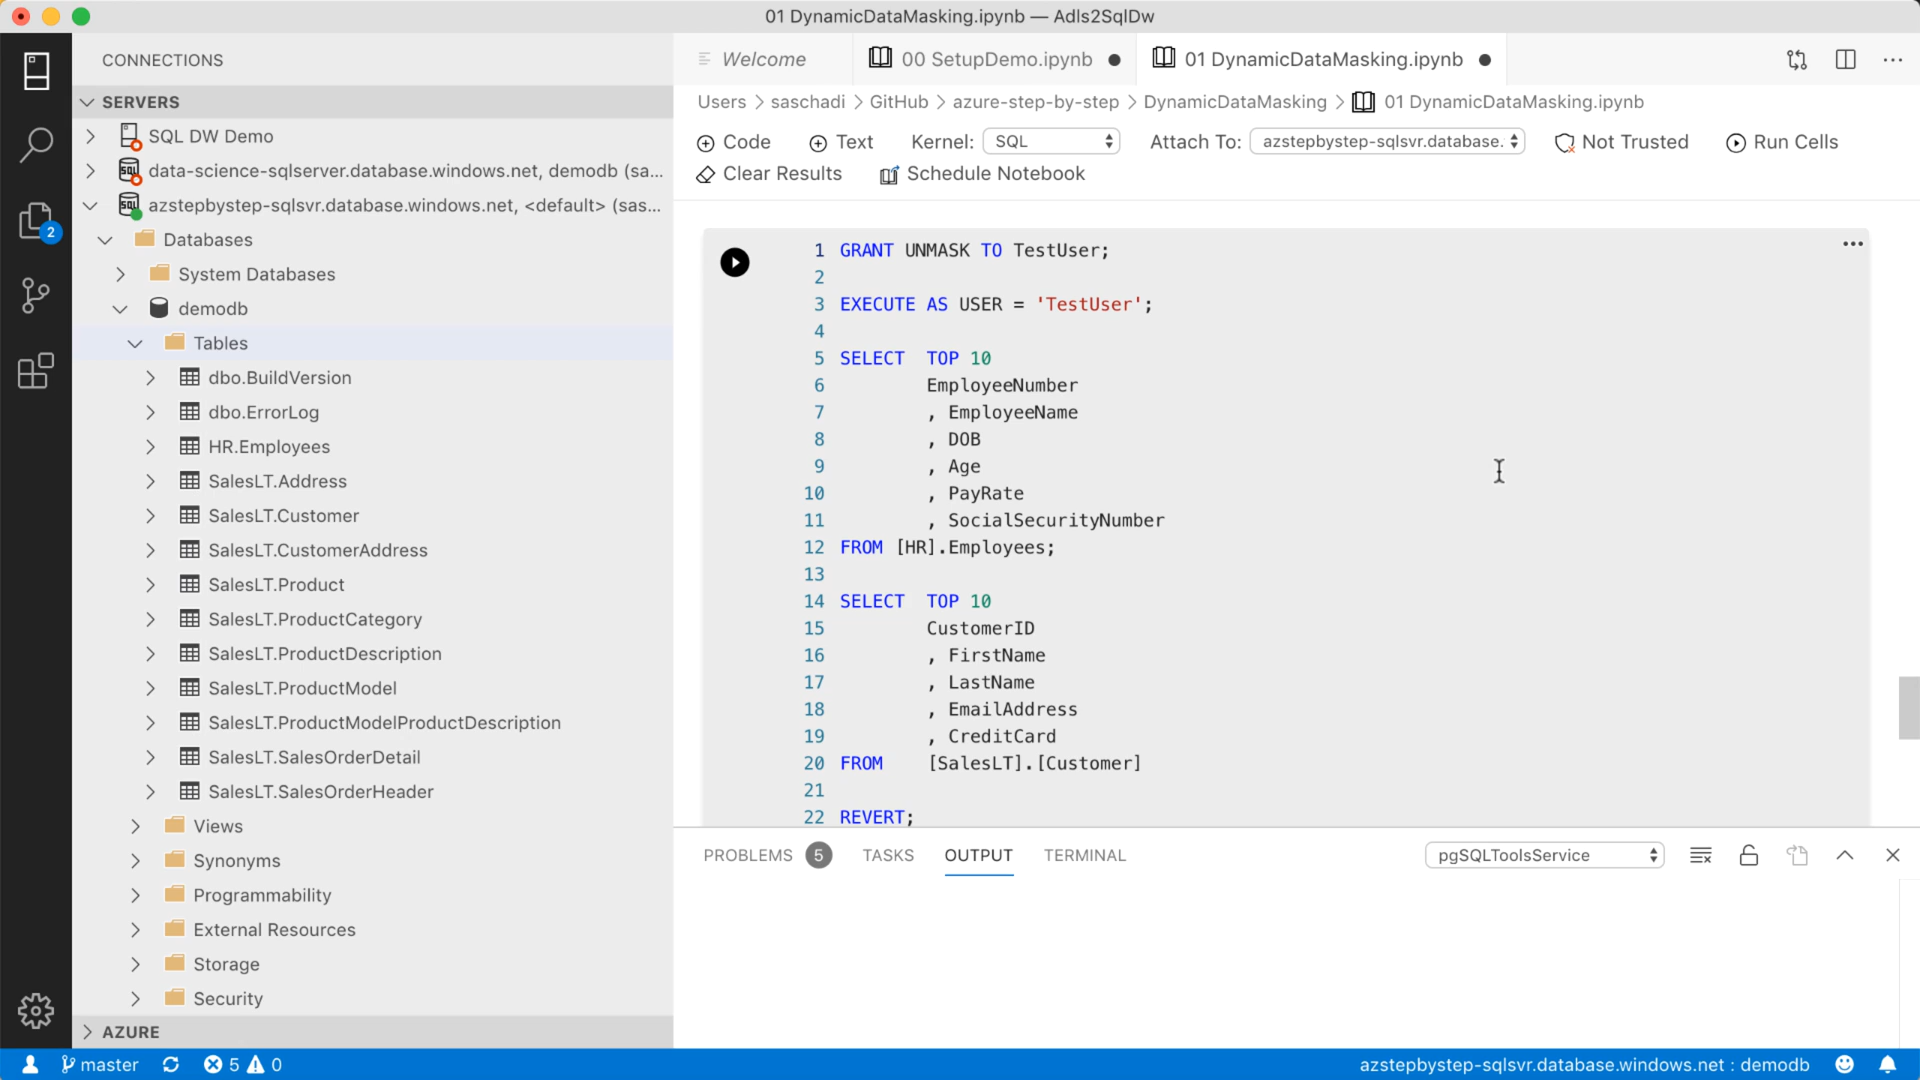 01 DynamicDataMasking.ipynb — Adls2SqlDw
CONNECTIONS
SERVERS
SQL DW Demo
data-science-sqlserver.database.windows.net, demodb (sa...
azstepbystep-sqlsvr.database.windows.net, <default> (sas...
Databases
System Databases
demodb
Tables
dbo.BuildVersion
dbo.ErrorLog
HR.Employees
SalesLT.Address
SalesLT.Customer
SalesLT.CustomerAddress
SalesLT.Product
SalesLT.ProductCategory
SalesLT.ProductDescription
SalesLT.ProductModel
SalesLT.ProductModelProductDescription
SalesLT.SalesOrderDetail
SalesLT.SalesOrderHeader
Views
Synonyms
Programmability
External Resources
Storage
Security
AZURE
2
Welcome 00 SetupDemo.ipynb 01 DynamicDataMasking.ipynb
Users > saschadi > GitHub > azure-step-by-step > DynamicDataMasking > 01 DynamicDataMasking.ipynb
Code Text Kernel: SQL Attach To: azstepbystep-sqlsvr.database. Not Trusted Run Cells
Clear Results Schedule Notebook
1 GRANT UNMASK TO TestUser;
2
3 EXECUTE AS USER = 'TestUser';
4
5 SELECT TOP 10
6 EmployeeNumber
7 , EmployeeName
8 , DOB
9 , Age
10 , PayRate
11 , SocialSecurityNumber
12 FROM [HR].Employees;
13
14 SELECT TOP 10
15 CustomerID
16 , FirstName
17 , LastName
18 , EmailAddress
19 , CreditCard
20 FROM [SalesLT].[Customer]
21
22 REVERT;
PROBLEMS 5 TASKS OUTPUT TERMINAL pgSQLToolsService
master 5 0 azstepbystep-sqlsvr.database.windows.net : demodb